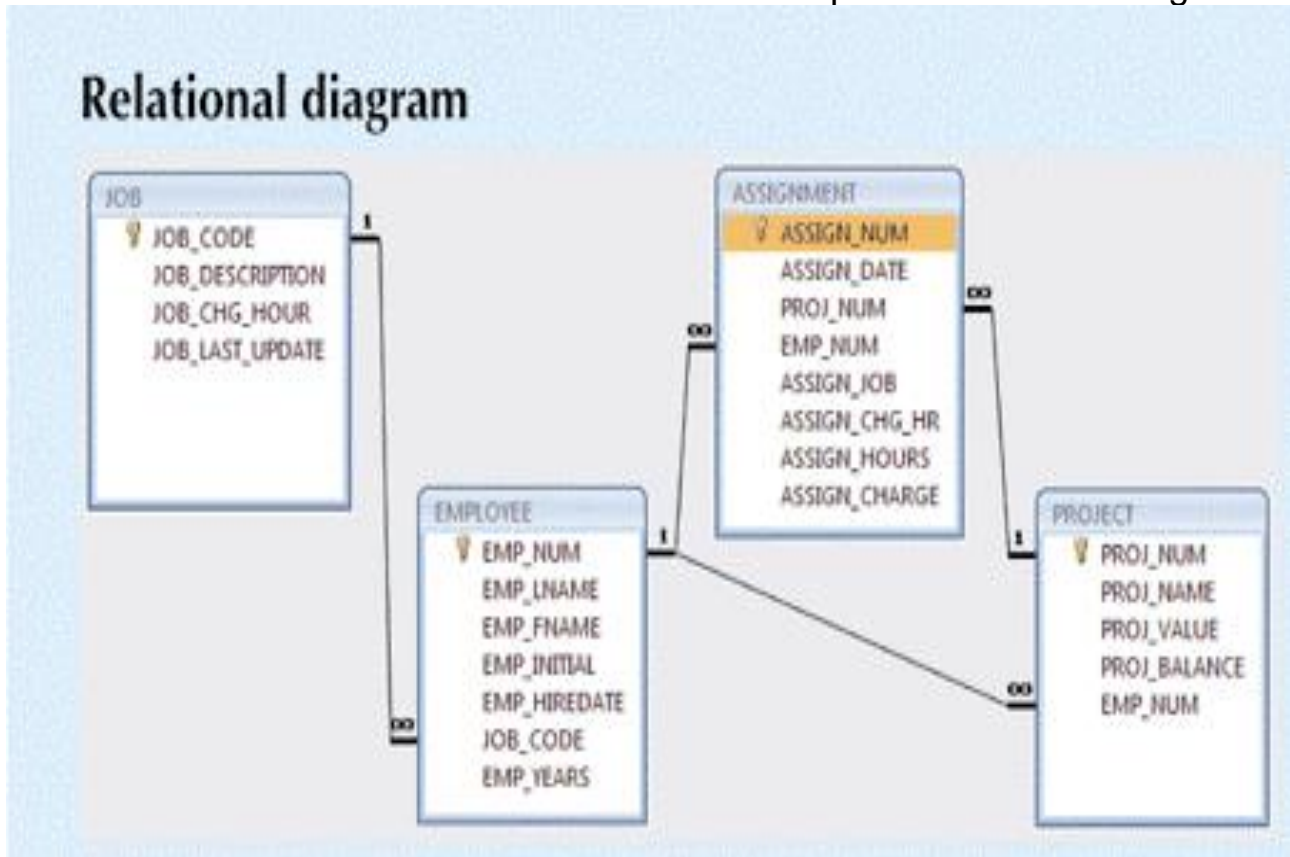 Relational diagram
JOB
JOB_CODE
JOB_DESCRIPTION
JOB_CHG_HOUR
JOB_LAST_UPDATE
1
∞
EMPLOYEE
EMP_NUM
EMP_LNAME
EMP_FNAME
EMP_INITIAL
EMP_HIREDATE
JOB_CODE
EMP_YEARS
1
∞
∞
ASSIGNMENT
ASSIGN_NUM
ASSIGN_DATE
PROJ_NUM
EMP_NUM
ASSIGN_JOB
ASSIGN_CHG_HR
ASSIGN_HOURS
ASSIGN_CHARGE
∞
1
PROJECT
PROJ_NUM
PROJ_NAME
PROJ_VALUE
PROJ_BALANCE
EMP_NUM